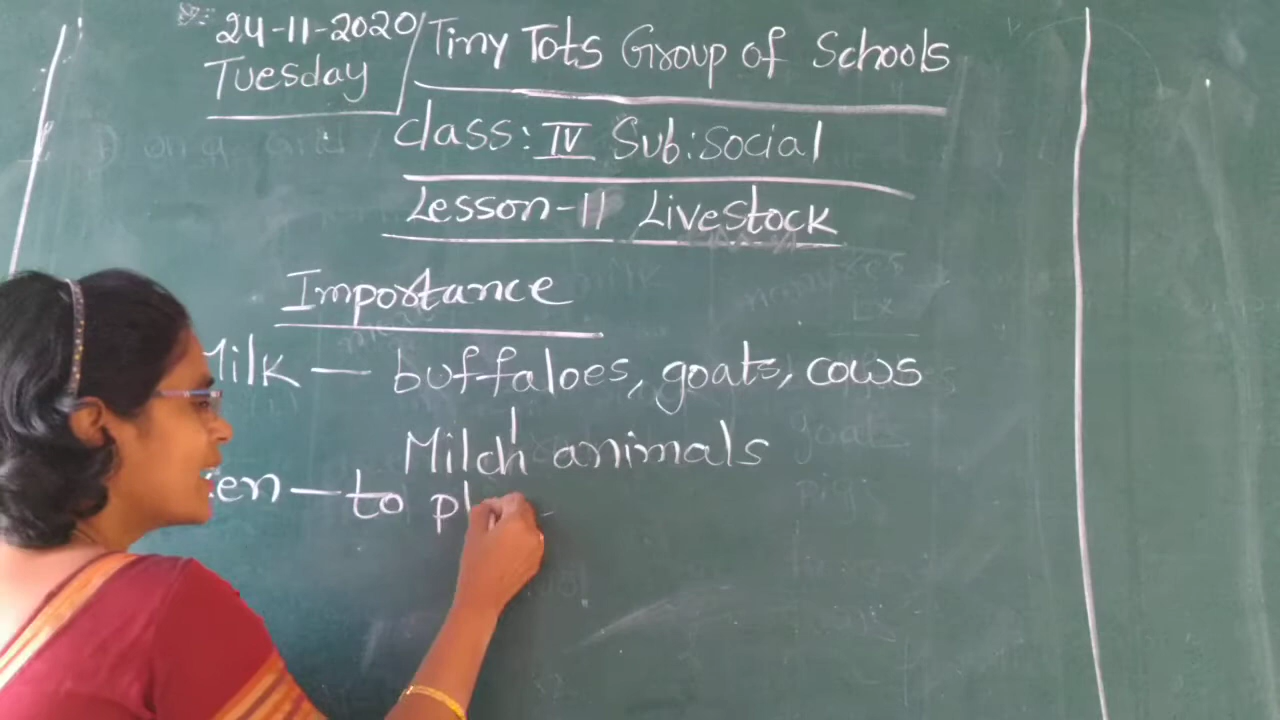 24-11-2020
Tuesday
Tiny Tots Group of Schools
Class: IV Sub: Social
Lesson-11 Livestock
Importance
Milk — buffaloes, goats, cows
Milch animals
en — to pl